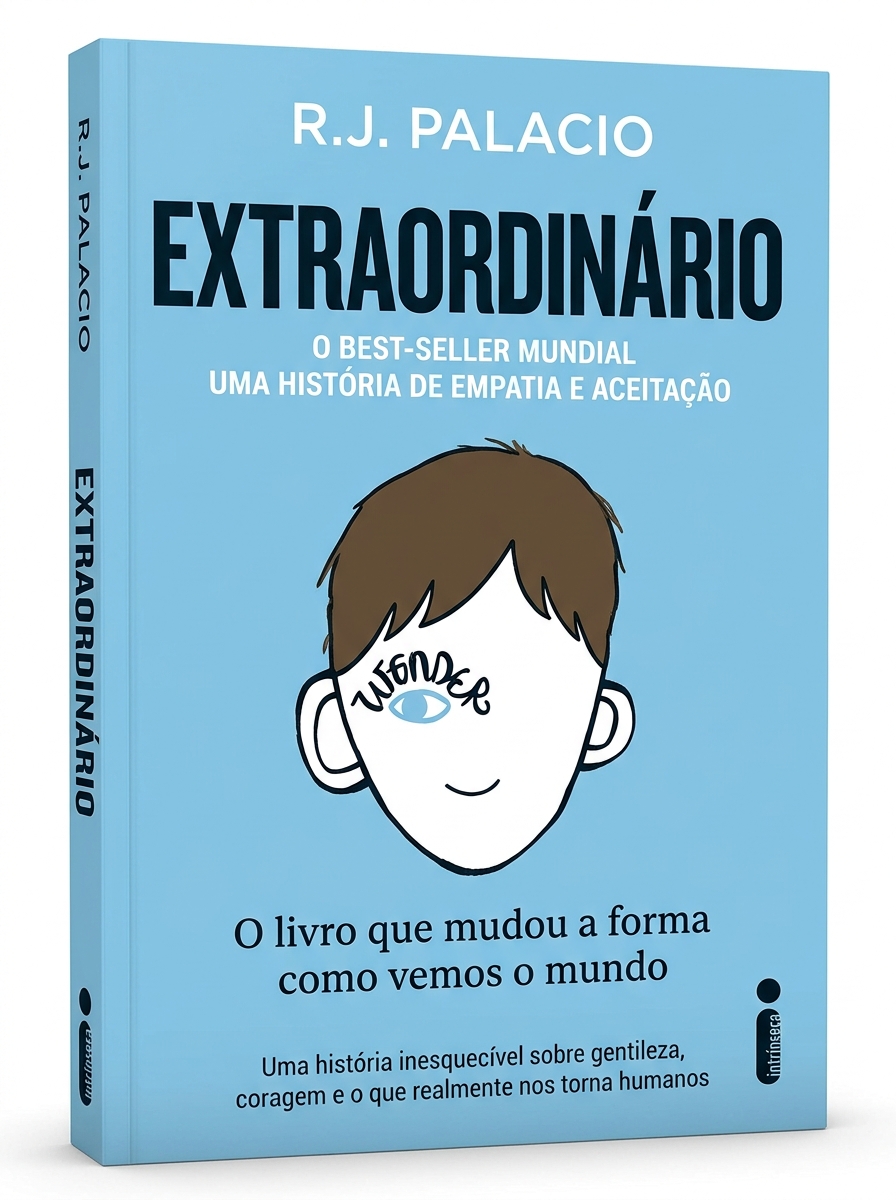 R.J. PALACIO
EXTRAORDINÁRIO
O BEST-SELLER MUNDIAL
UMA HISTÓRIA DE EMPATIA E ACEITAÇÃO
WONDER
O livro que mudou a forma
como vemos o mundo
Uma história inesquecível sobre gentileza,
coragem e o que realmente nos torna humanos
intrínseca
R.J. PALACIO
EXTRAORDINÁRIO
intrínseca